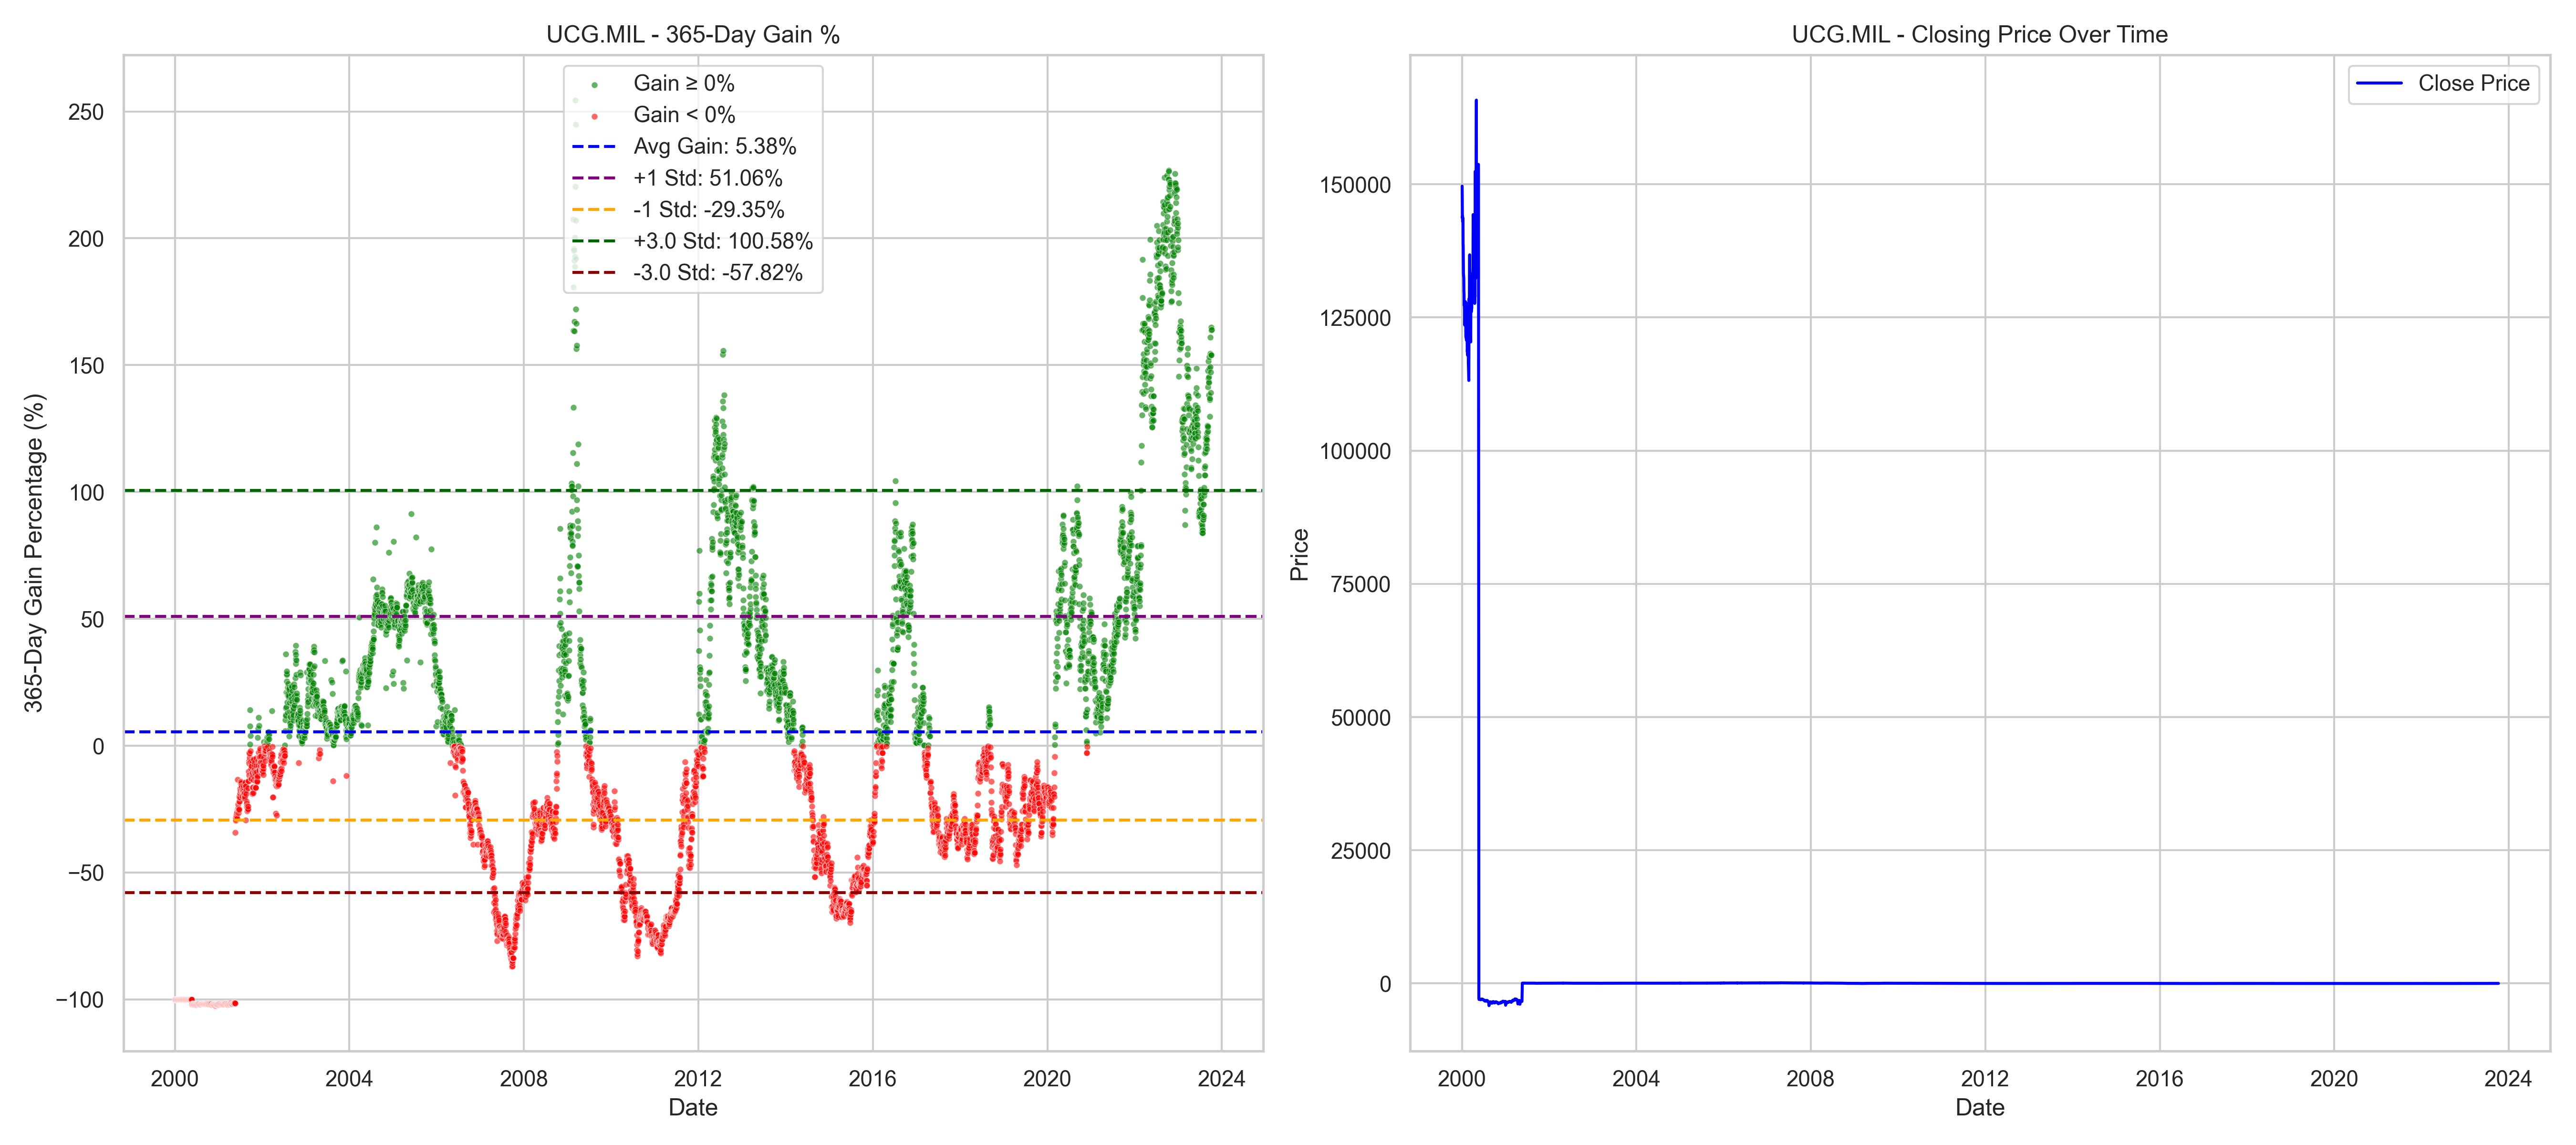 UCG.MIL - 365-Day Gain %
Gain ≥ 0%
Gain < 0%
Avg Gain: 5.38%
+1 Std: 51.06%
-1 Std: -29.35%
+3.0 Std: 100.58%
-3.0 Std: -57.82%
365-Day Gain Percentage (%)
250
200
150
100
50
0
−50
−100
2000 2004 2008 2012 2016 2020 2024
Date
UCG.MIL - Closing Price Over Time
Close Price
Price
150000
125000
100000
75000
50000
25000
0
2000 2004 2008 2012 2016 2020 2024
Date